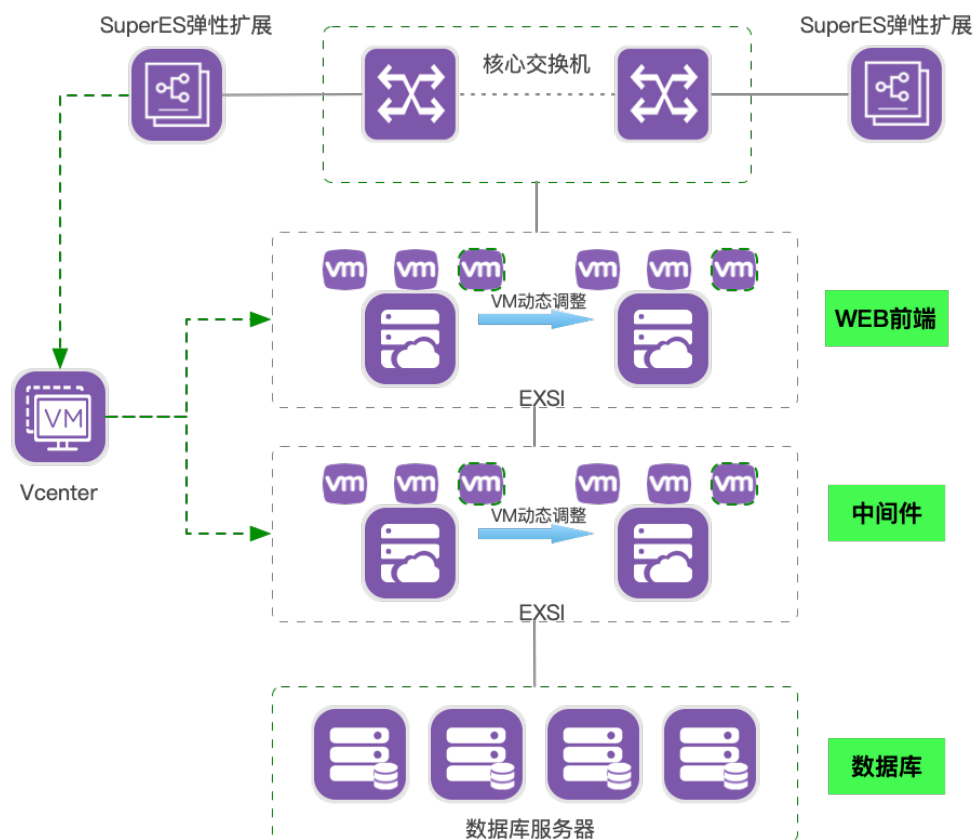 SuperES弹性扩展
SuperES弹性扩展
核心交换机
vm
vm
vm
vm
vm
vm
VM动态调整
WEB前端
EXSI
VM
Vcenter
vm
vm
vm
vm
vm
vm
VM动态调整
中间件
EXSI
数据库
数据库服务器